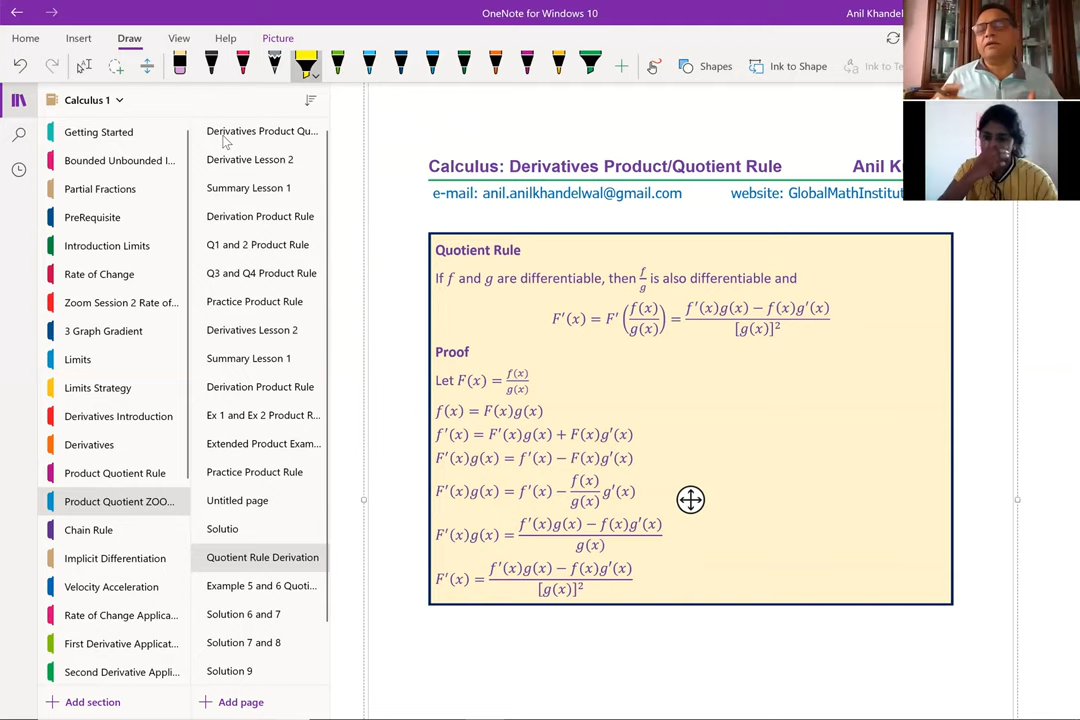 OneNote for Windows 10
Anil Khandel
Home Insert Draw View Help Picture
Shapes Ink to Shape Ink to Te
Calculus 1
Getting Started
Bounded Unbounded I...
Partial Fractions
PreRequisite
Introduction Limits
Rate of Change
Zoom Session 2 Rate of...
3 Graph Gradient
Limits
Limits Strategy
Derivatives Introduction
Derivatives
Product Quotient Rule
Product Quotient ZOO...
Chain Rule
Implicit Differentiation
Velocity Acceleration
Rate of Change Applica...
First Derivative Applicat...
Second Derivative Appli...
Add section
Derivatives Product Qu...
Derivative Lesson 2
Summary Lesson 1
Derivation Product Rule
Q1 and 2 Product Rule
Q3 and Q4 Product Rule
Practice Product Rule
Derivatives Lesson 2
Summary Lesson 1
Derivation Product Rule
Ex 1 and Ex 2 Product R...
Extended Product Exam...
Practice Product Rule
Untitled page
Solutio
Quotient Rule Derivation
Example 5 and 6 Quoti...
Solution 6 and 7
Solution 7 and 8
Solution 9
Add page
Calculus: Derivatives Product/Quotient Rule Anil K
e-mail: anil.anilkhandelwal@gmail.com website: GlobalMathInstitut
Quotient Rule
If f and g are differentiable, then f/g is also differentiable and
F′(x) = F′(f(x)/g(x)) = (f′(x)g(x) − f(x)g′(x))/[g(x)]²
Proof
Let F(x) = f(x)/g(x)
f(x) = F(x)g(x)
f′(x) = F′(x)g(x) + F(x)g′(x)
F′(x)g(x) = f′(x) − F(x)g′(x)
F′(x)g(x) = f′(x) − f(x)/g(x) g′(x)
F′(x)g(x) = (f′(x)g(x) − f(x)g′(x))/g(x)
F′(x) = (f′(x)g(x) − f(x)g′(x))/[g(x)]²